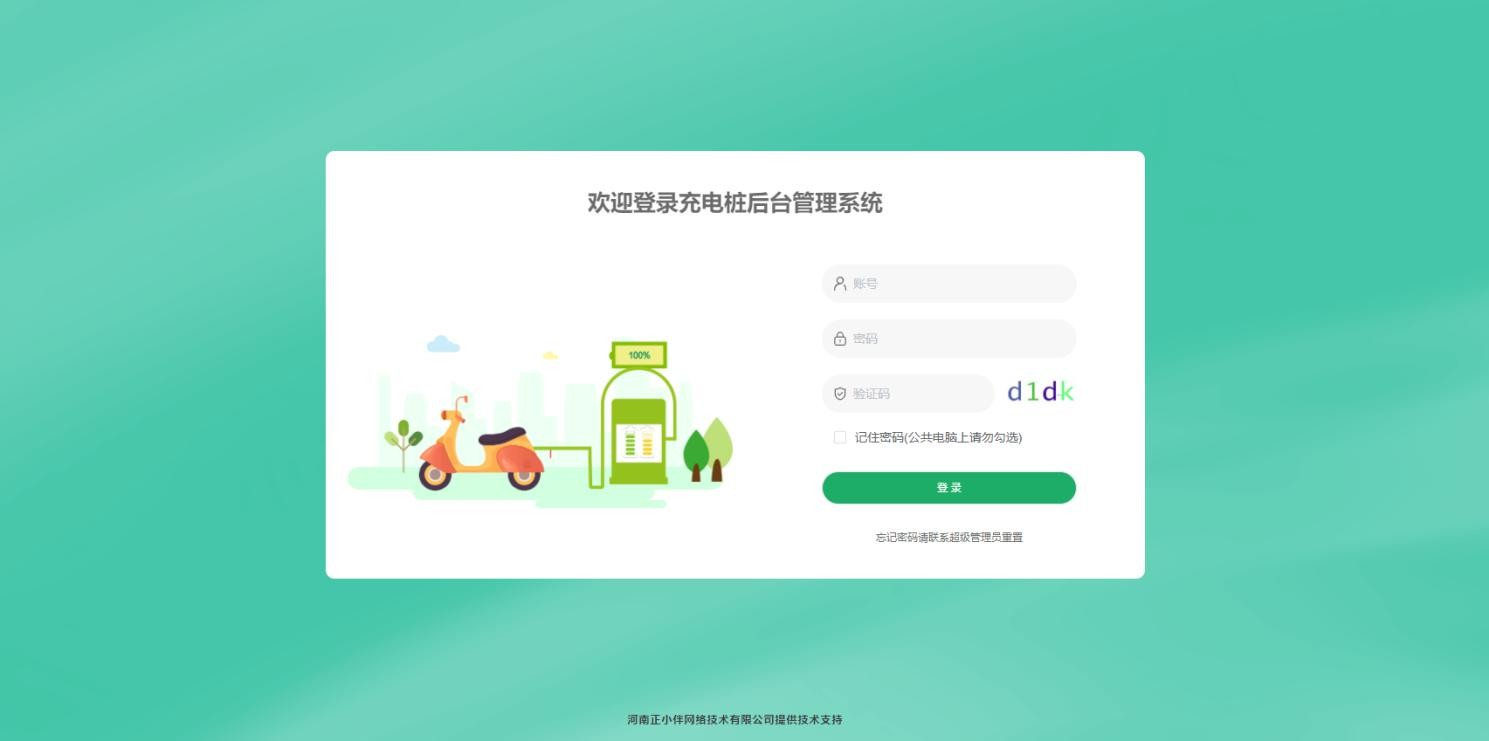 欢迎登录充电桩后台管理系统
账号
100%
密码
验证码
d1dk
记住密码(公共电脑上请勿勾选)
登录
忘记密码请联系超级管理员重置
河南正小伴网络技术有限公司提供技术支持